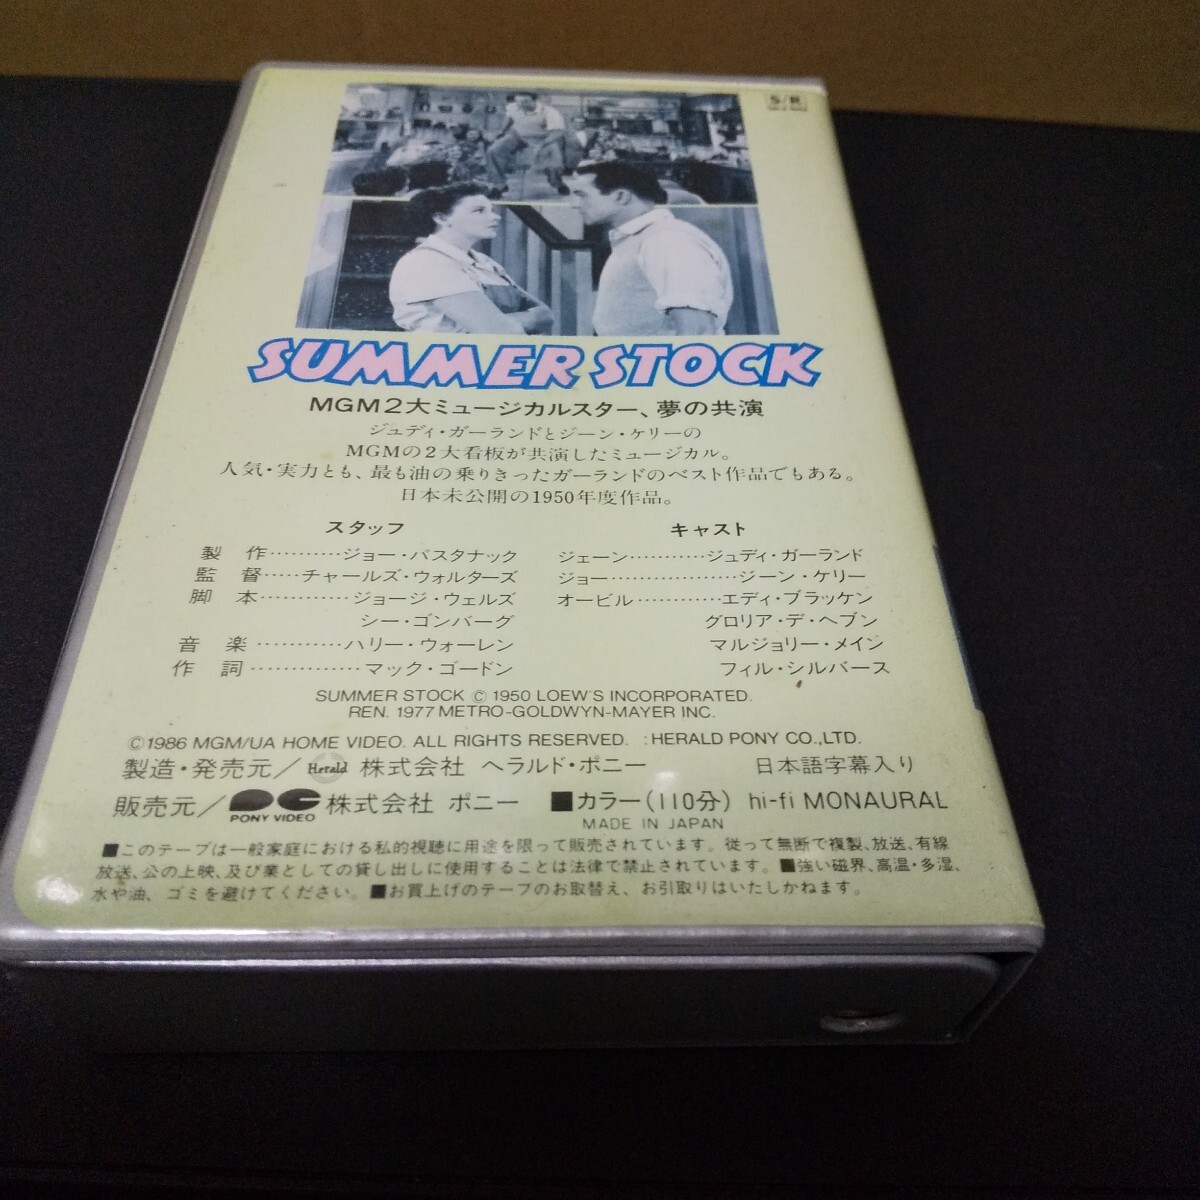 S/R
SUMMER STOCK
MGM2大ミュージカルスター、夢の共演
ジュディ・ガーランドとジーン・ケリーの
MGMの2大看板が共演したミュージカル。
人気・実力とも、最も油の乗りきったガーランドのベスト作品でもある。
日本未公開の1950年度作品。
スタッフ
製作‥‥‥‥‥ジョー・パスタナック
監督‥‥‥チャールズ・ウォルターズ
脚本‥‥‥‥‥‥ジョージ・ウェルズ
シー・ゴンバーグ
音楽‥‥‥‥‥‥ハリー・ウォーレン
作詞‥‥‥‥‥‥‥マック・ゴードン
キャスト
ジェーン‥‥‥‥‥‥ジュディ・ガーランド
ジョー‥‥‥‥‥‥‥‥‥ジーン・ケリー
オービル‥‥‥‥‥‥エディ・ブラッケン
グロリア・デ・ヘブン
マルジョリー・メイン
フィル・シルバース
SUMMER STOCK © 1950 LOEW'S INCORPORATED.
REN. 1977 METRO-GOLDWYN-MAYER INC.
©1986 MGM/UA HOME VIDEO. ALL RIGHTS RESERVED. :HERALD PONY CO.,LTD.
製造・発売元/Herald 株式会社 ヘラルド・ポニー 日本語字幕入り
販売元/PONY VIDEO 株式会社 ポニー ■カラー(110分) hi-fi MONAURAL
MADE IN JAPAN
■このテープは一般家庭における私的視聴に用途を限って販売されています。従って無断で複製、放送、有線
放送、公の上映、及び業としての貸し出しに使用することは法律で禁止されています。■強い磁界、高温・多湿、
水や油、ゴミを避けてください。■お買上げのテープのお取替え、お引取りはいたしかねます。